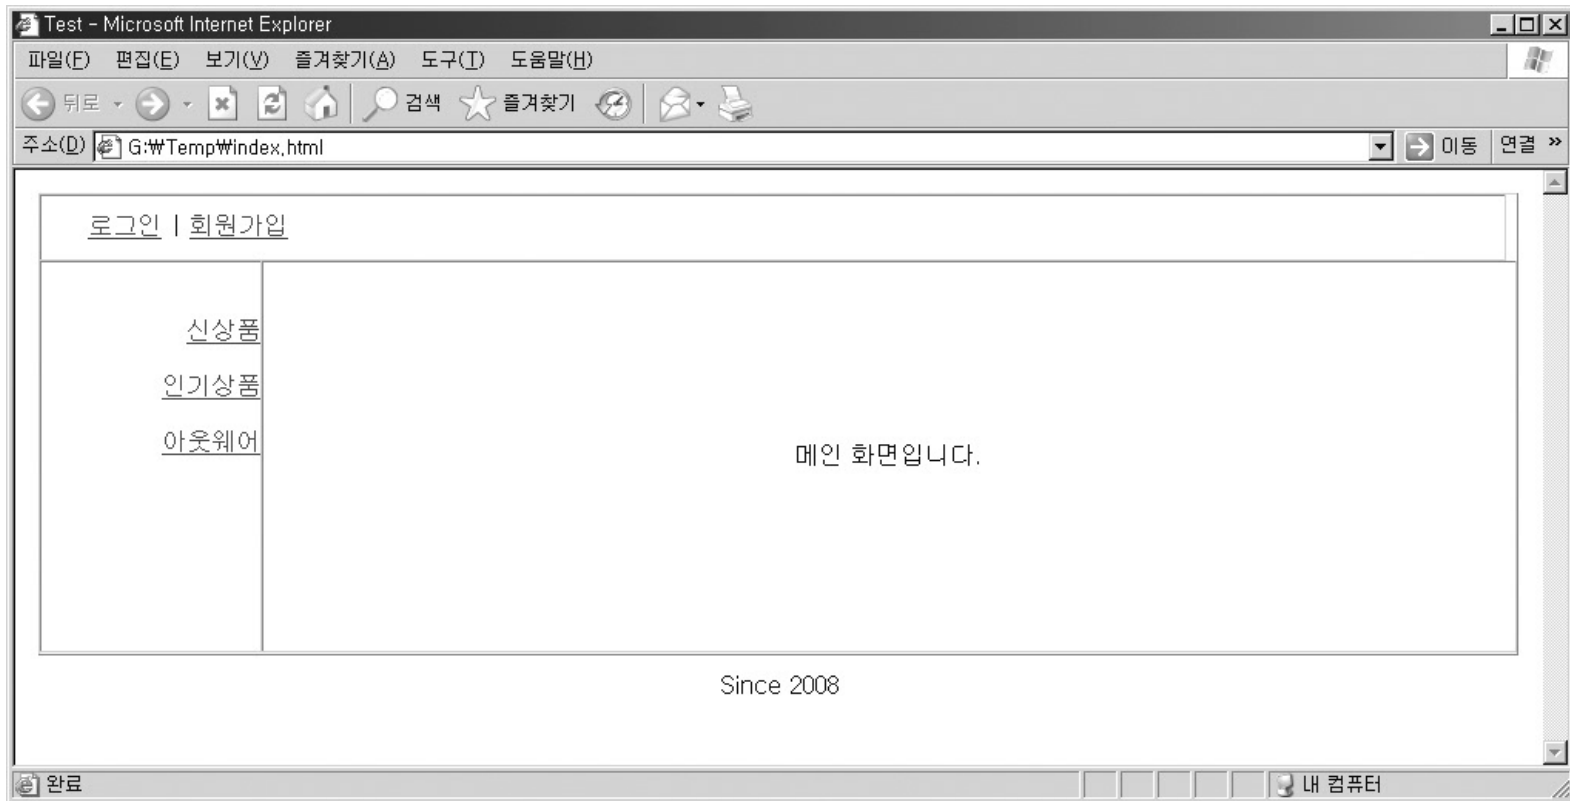 Test - Microsoft Internet Explorer
파일(F) 편집(E) 보기(V) 즐겨찾기(A) 도구(T) 도움말(H)
뒤로 검색 즐겨찾기
주소(D) G:₩Temp₩index.html 이동 연결 »
로그인 | 회원가입
신상품
인기상품
아웃웨어
메인 화면입니다.
Since 2008
완료 내 컴퓨터